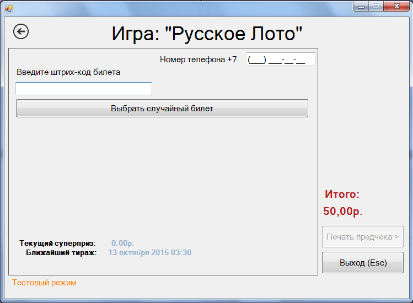 Игра: "Русское Лото"
Номер телефона +7 (___) ___-__-__
Введите штрих-код билета
Выбрать случайный билет
Итого:
50,00р.
Печать предчека >
Текущий суперприз: 0.00р.
Ближайший тираж: 13 октября 2015 03:30
Выход (Esc)
Тостовый режим